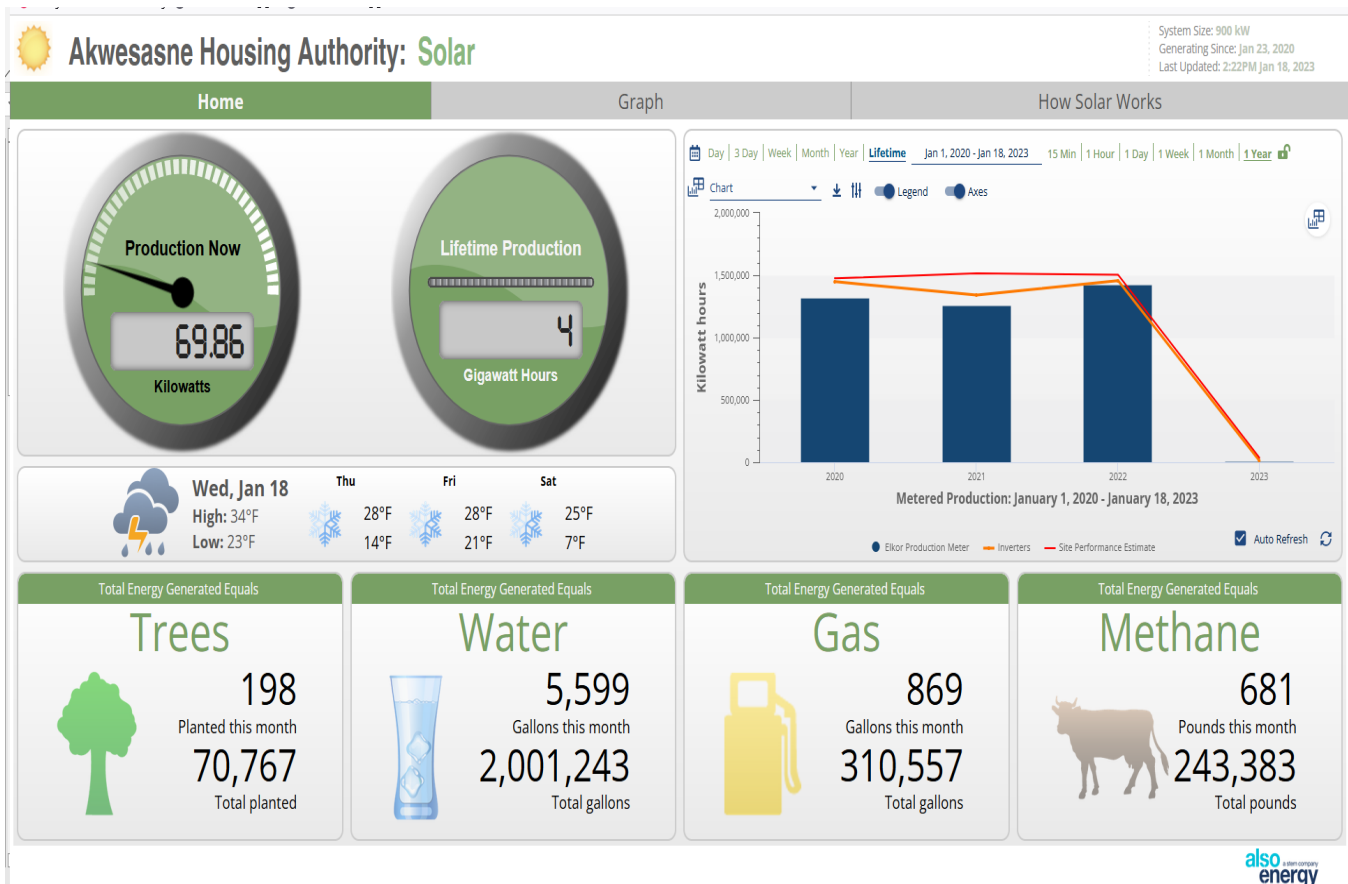 Akwesasne Housing Authority: Solar
System Size: 900 kW
Generating Since: Jan 23, 2020
Last Updated: 2:22PM Jan 18, 2023
Home
Graph
How Solar Works
Production Now
69.86
Kilowatts
Lifetime Production
4
Gigawatt Hours
Day | 3 Day | Week | Month | Year | Lifetime Jan 1, 2020 - Jan 18, 2023 15 Min | 1 Hour | 1 Day | 1 Week | 1 Month | 1 Year
Chart Legend Axes
Kilowatt hours
2,000,000
1,500,000
1,000,000
500,000
0
2020 2021 2022 2023
Metered Production: January 1, 2020 - January 18, 2023
Elkor Production Meter Inverters Site Performance Estimate
Auto Refresh
Wed, Jan 18
High: 34°F
Low: 23°F
Thu
28°F
14°F
Fri
28°F
21°F
Sat
25°F
7°F
Total Energy Generated Equals
Trees
198
Planted this month
70,767
Total planted
Total Energy Generated Equals
Water
5,599
Gallons this month
2,001,243
Total gallons
Total Energy Generated Equals
Gas
869
Gallons this month
310,557
Total gallons
Total Energy Generated Equals
Methane
681
Pounds this month
243,383
Total pounds
also a stem company
energy